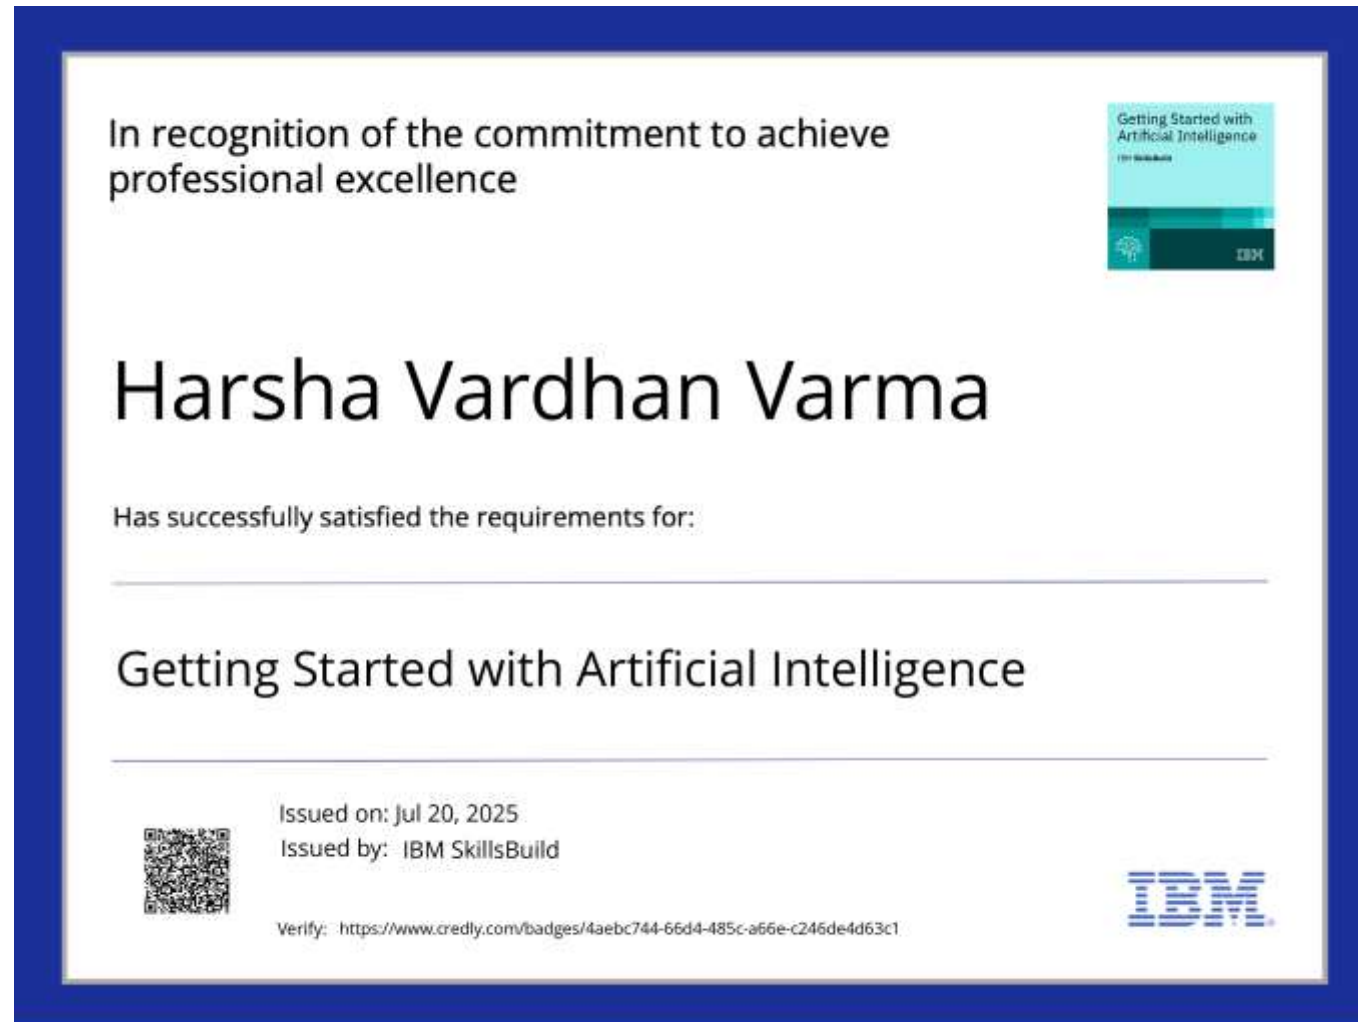 In recognition of the commitment to achieve
professional excellence
Getting Started with
Artificial Intelligence
IBM SkillsBuild
IBM
Harsha Vardhan Varma
Has successfully satisfied the requirements for:
Getting Started with Artificial Intelligence
Issued on: Jul 20, 2025
Issued by: IBM SkillsBuild
Verify: https://www.credly.com/badges/4aebc744-66d4-485c-a66e-c246de4d63c1
IBM